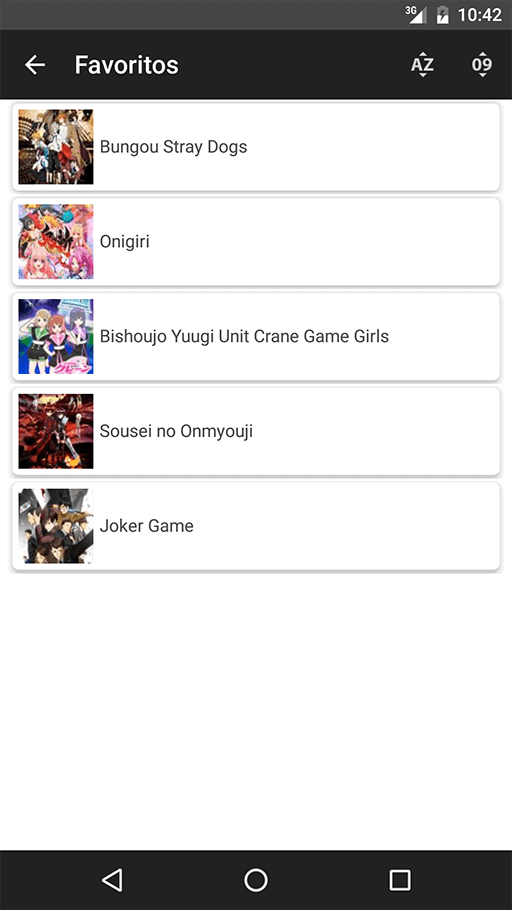 3G 10:42
Favoritos AZ 09
Bungou Stray Dogs
Onigiri
Bishoujo Yuugi Unit Crane Game Girls
Sousei no Onmyouji
Joker Game